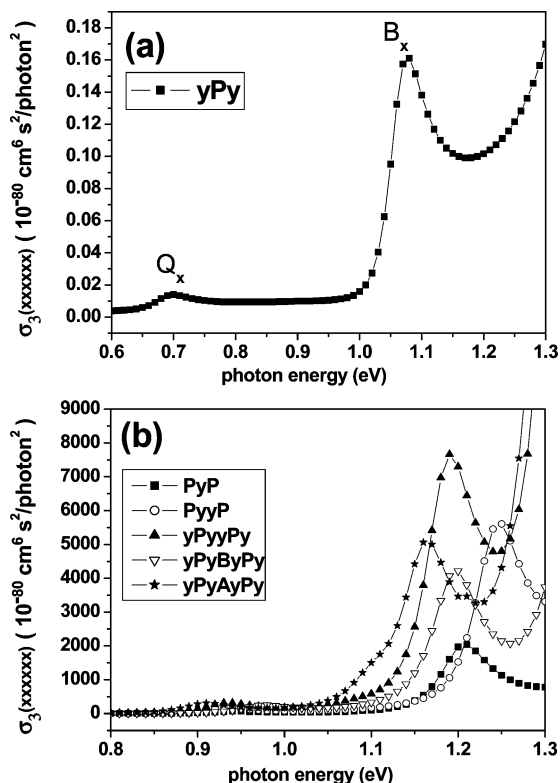 (a)
B
x
yPy
Q
x
σ3(xxxxxx) ( 10⁻⁸⁰ cm⁶ s²/photon²)
0.18
0.16
0.14
0.12
0.10
0.08
0.06
0.04
0.02
0.00
0.6 0.7 0.8 0.9 1.0 1.1 1.2 1.3
photon energy (eV)
(b)
PyP
PyyP
yPyyPy
yPyByPy
yPyAyPy
σ3(xxxxxx) ( 10⁻⁸⁰ cm⁶ s²/photon²)
9000
8000
7000
6000
5000
4000
3000
2000
1000
0
0.8 0.9 1.0 1.1 1.2 1.3
photon energy (eV)